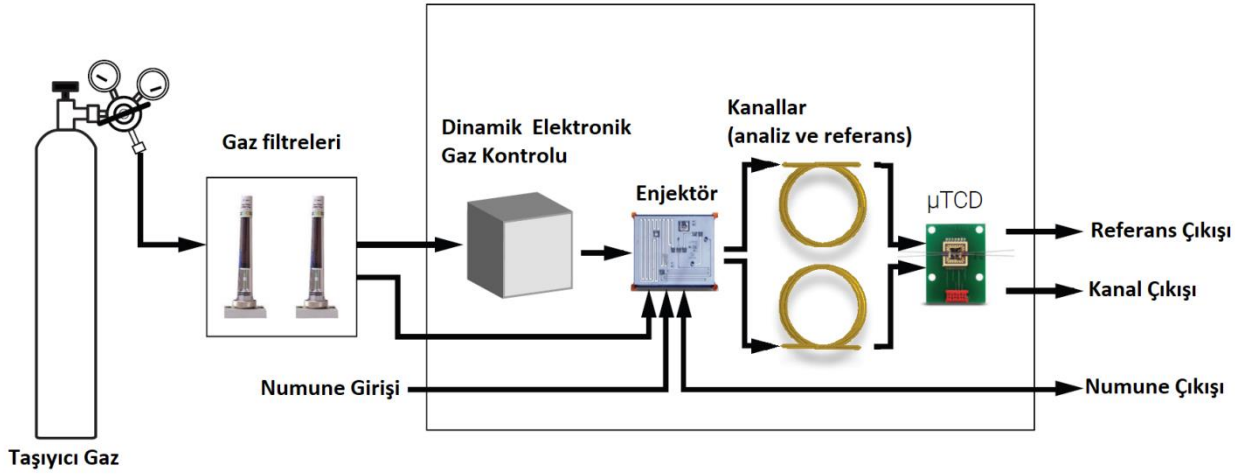 Gaz filtreleri
Dinamik Elektronik
Gaz Kontrolu
Enjektör
Kanallar
(analiz ve referans)
µTCD
Referans Çıkışı
Kanal Çıkışı
Numune Girişi
Numune Çıkışı
Taşıyıcı Gaz